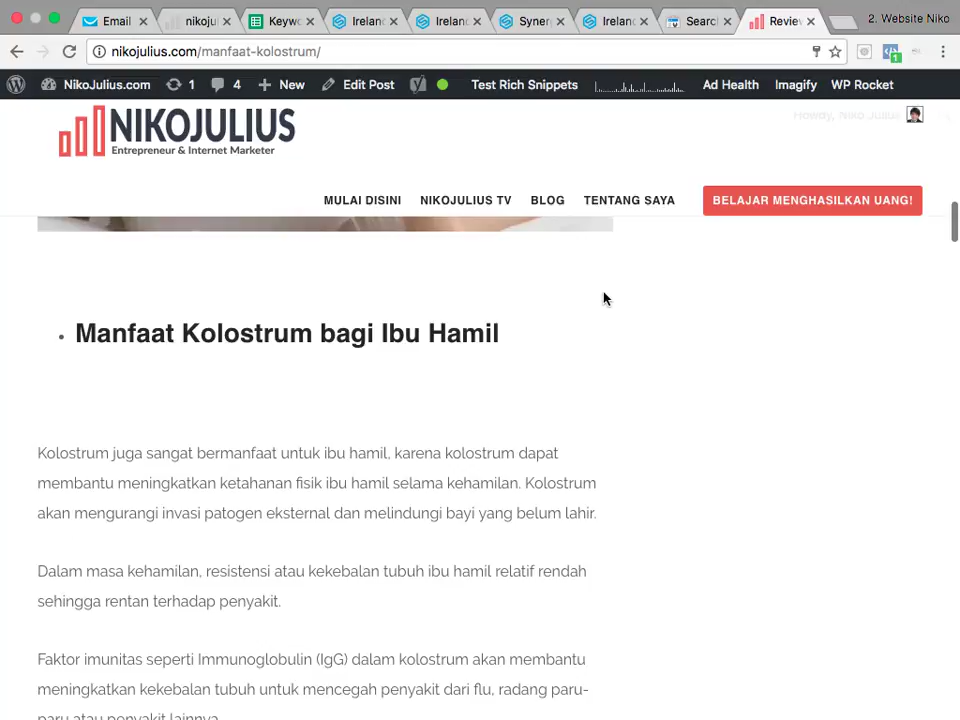 Email
nikoju
Keyw
Irelanc
Irelanc
Syner
Irelanc
Searc
Review
2. Website Niko
nikojulius.com/manfaat-kolostrum/
1
NikoJulius.com 1 4 New Edit Post Test Rich Snippets Ad Health Imagify WP Rocket
Howdy, Niko Julius
NIKOJULIUS
Entrepreneur & Internet Marketer
MULAI DISINI NIKOJULIUS TV BLOG TENTANG SAYA BELAJAR MENGHASILKAN UANG!
• Manfaat Kolostrum bagi Ibu Hamil
Kolostrum juga sangat bermanfaat untuk ibu hamil, karena kolostrum dapat
membantu meningkatkan ketahanan fisik ibu hamil selama kehamilan. Kolostrum
akan mengurangi invasi patogen eksternal dan melindungi bayi yang belum lahir.
Dalam masa kehamilan, resistensi atau kekebalan tubuh ibu hamil relatif rendah
sehingga rentan terhadap penyakit.
Faktor imunitas seperti Immunoglobulin (IgG) dalam kolostrum akan membantu
meningkatkan kekebalan tubuh untuk mencegah penyakit dari flu, radang paru-
paru atau penyakit lainnya.